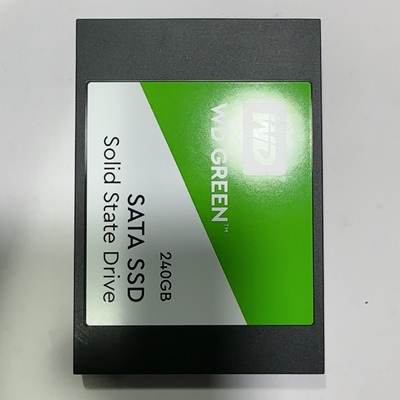 WD
WD GREEN™
240GB
SATA SSD
Solid State Drive